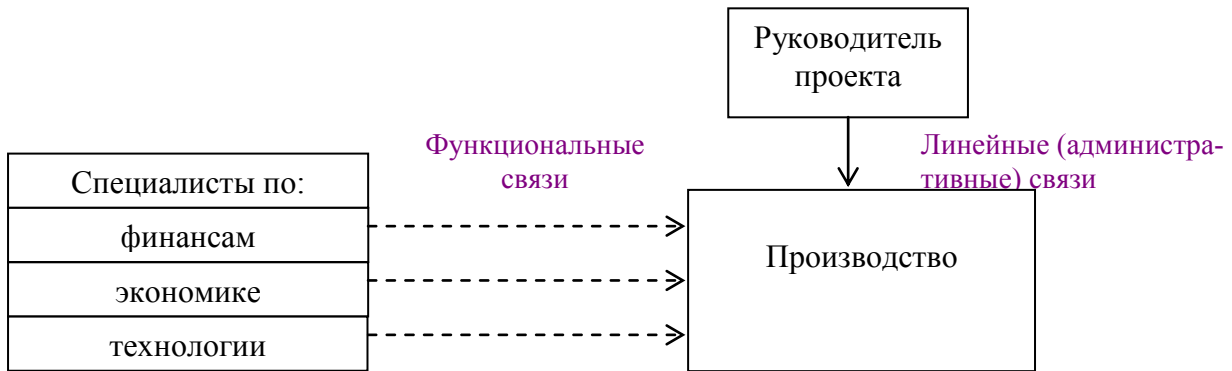 Руководитель
проекта
Функциональные
связи
Линейные (администра-
тивные) связи
Специалисты по:
финансам
экономике
технологии
Производство